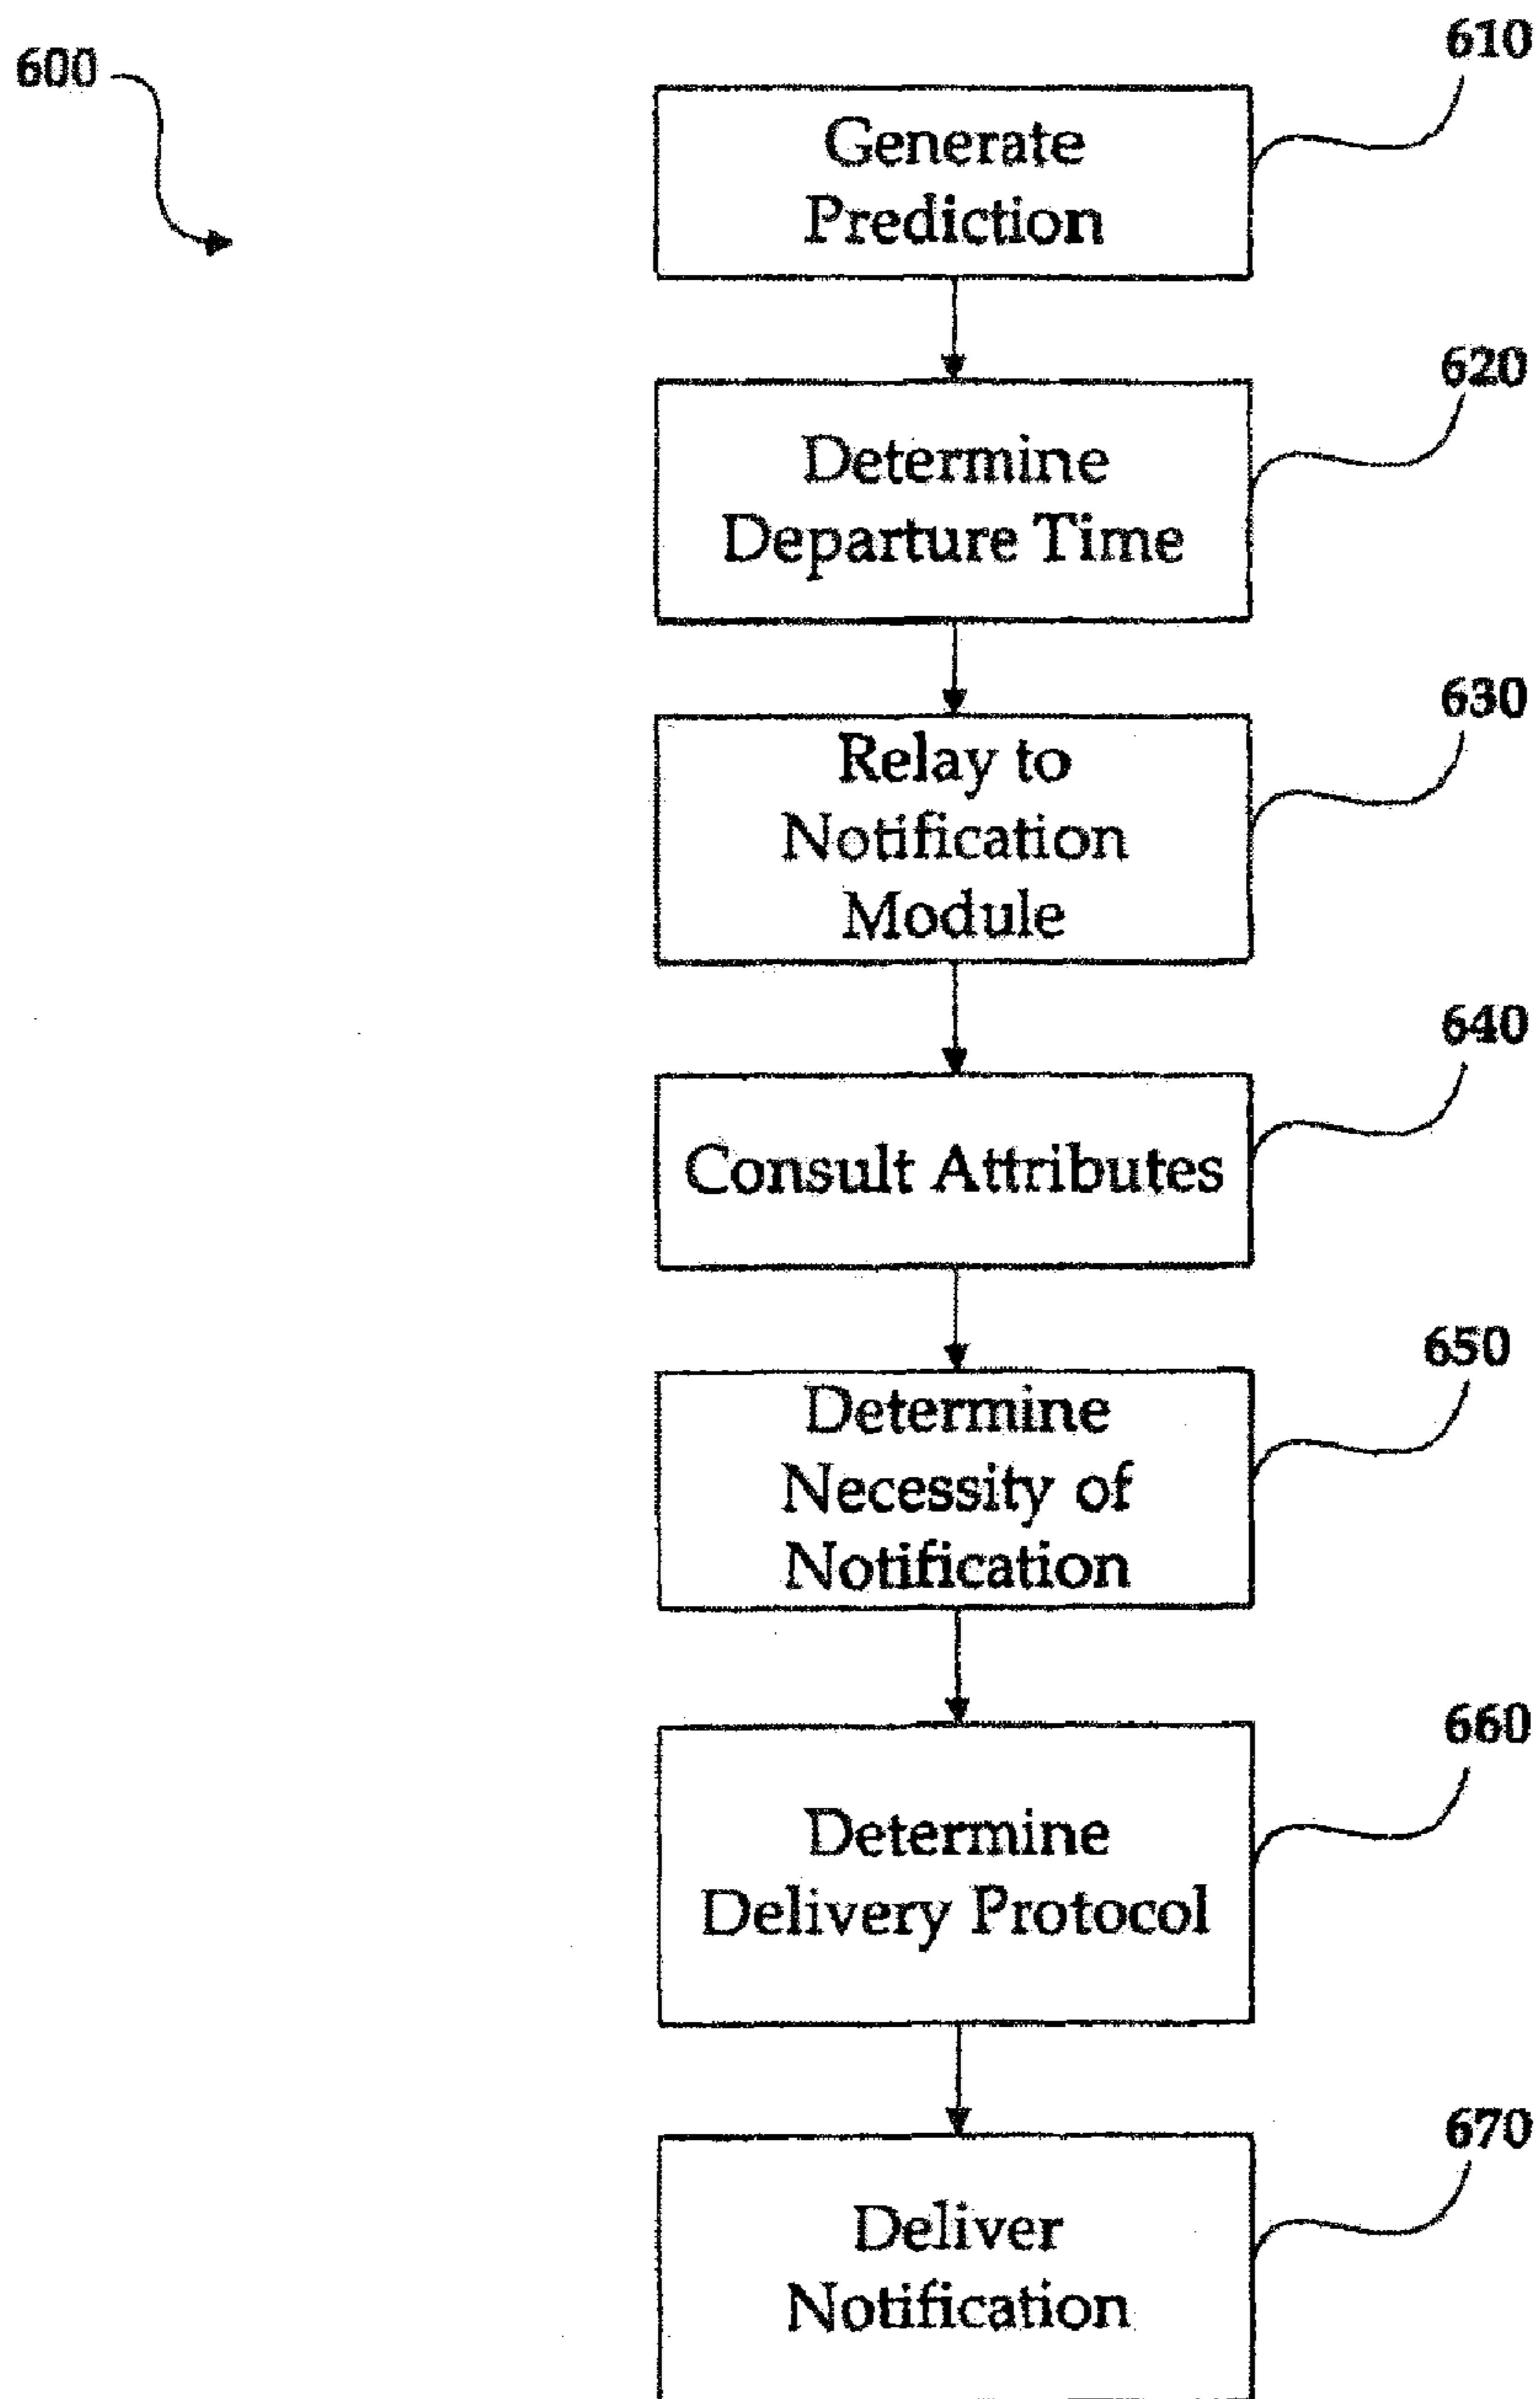 600
610
Generate
Prediction
620
Determine
Departure Time
630
Relay to
Notification
Module
640
Consult Attributes
650
Determine
Necessity of
Notification
660
Determine
Delivery Protocol
670
Deliver
Notification